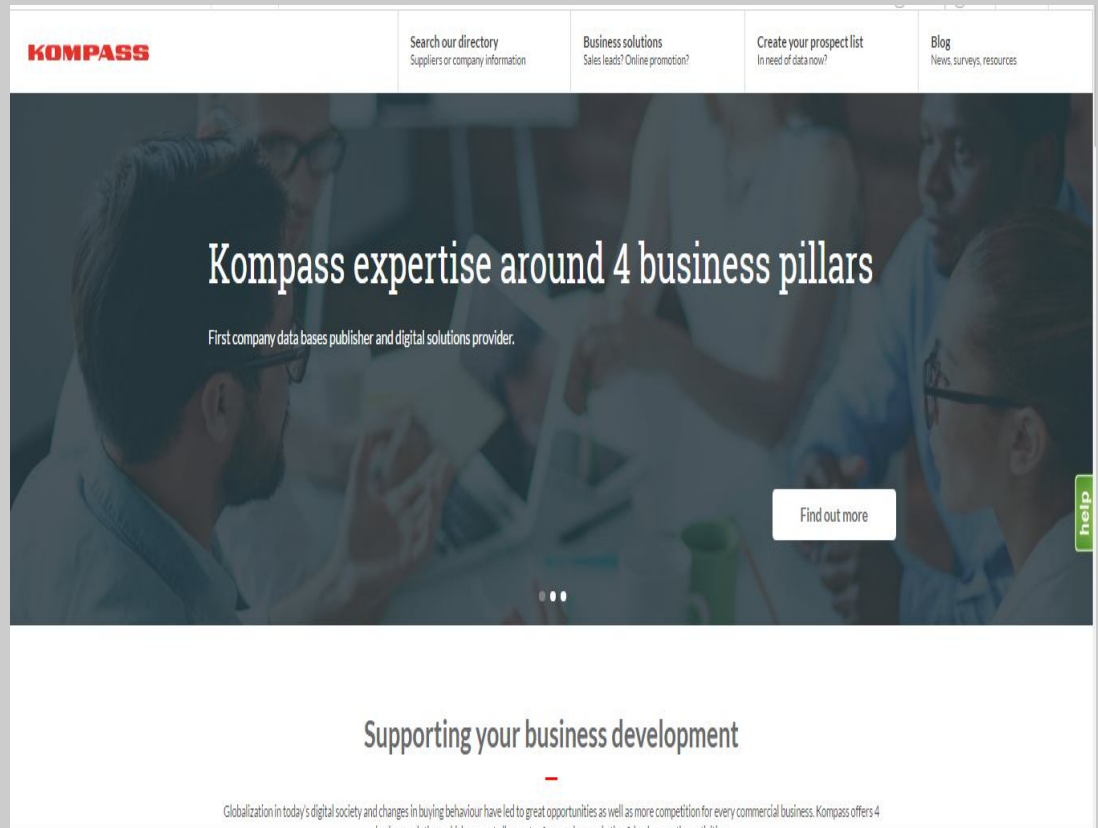 KOMPASS
Search our directory
Suppliers or company information
Business solutions
Sales leads? Online promotion?
Create your prospect list
In need of data now?
Blog
News, surveys, resources
Kompass expertise around 4 business pillars
First company data bases publisher and digital solutions provider.
Find out more
help
Supporting your business development
Globalization in today's digital society and changes in buying behaviour have led to great opportunities as well as more competition for every commercial business. Kompass offers 4